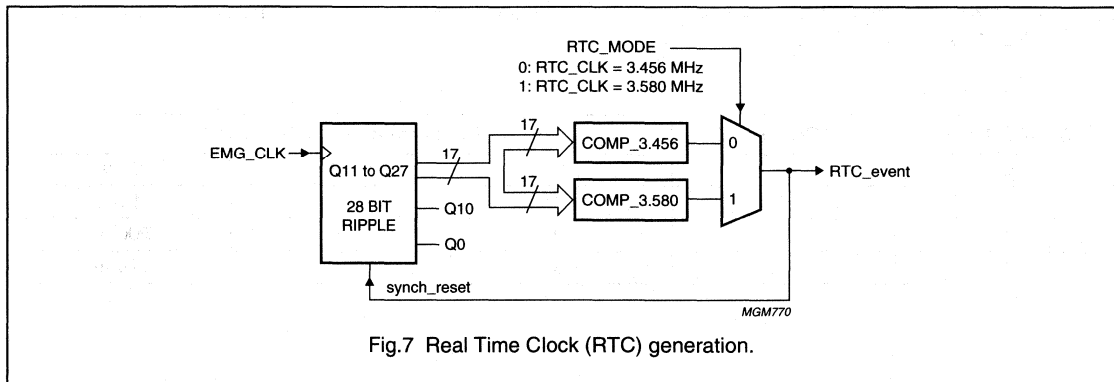 RTC_MODE
0: RTC_CLK = 3.456 MHz
1: RTC_CLK = 3.580 MHz
EMG_CLK
Q11 to Q27
28 BIT
RIPPLE
17
17
17
Q10
Q0
COMP_3.456
COMP_3.580
0
1
RTC_event
synch_reset
MGM770
Fig.7 Real Time Clock (RTC) generation.